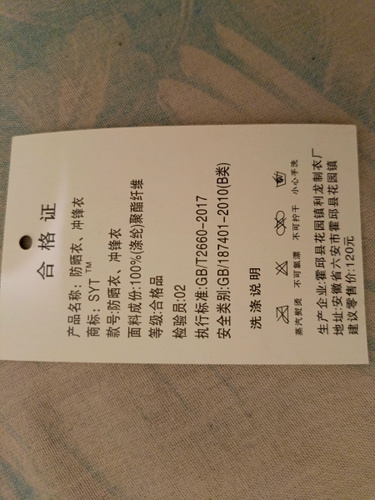 合格证
产品名称: 防晒衣、冲锋衣
商标: SYT™
款号:防晒衣、冲锋衣
面料成份:100%涤纶聚酯纤维
等级:合格品
检验员:02
执行标准:GB/T2660-2017
安全类别:GB/187401-2010(B类)
洗涤说明
蒸汽熨烫 不可氯漂 不可拧干 小心手洗
生产企业:霍邱县花园镇利龙制衣厂
地址:安徽省六安市霍邱县花园镇
建议零售价:120元